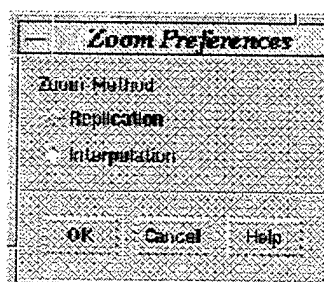 Zoom Preferences
Zoom Method
Replication
Interpolation
OK Cancel Help